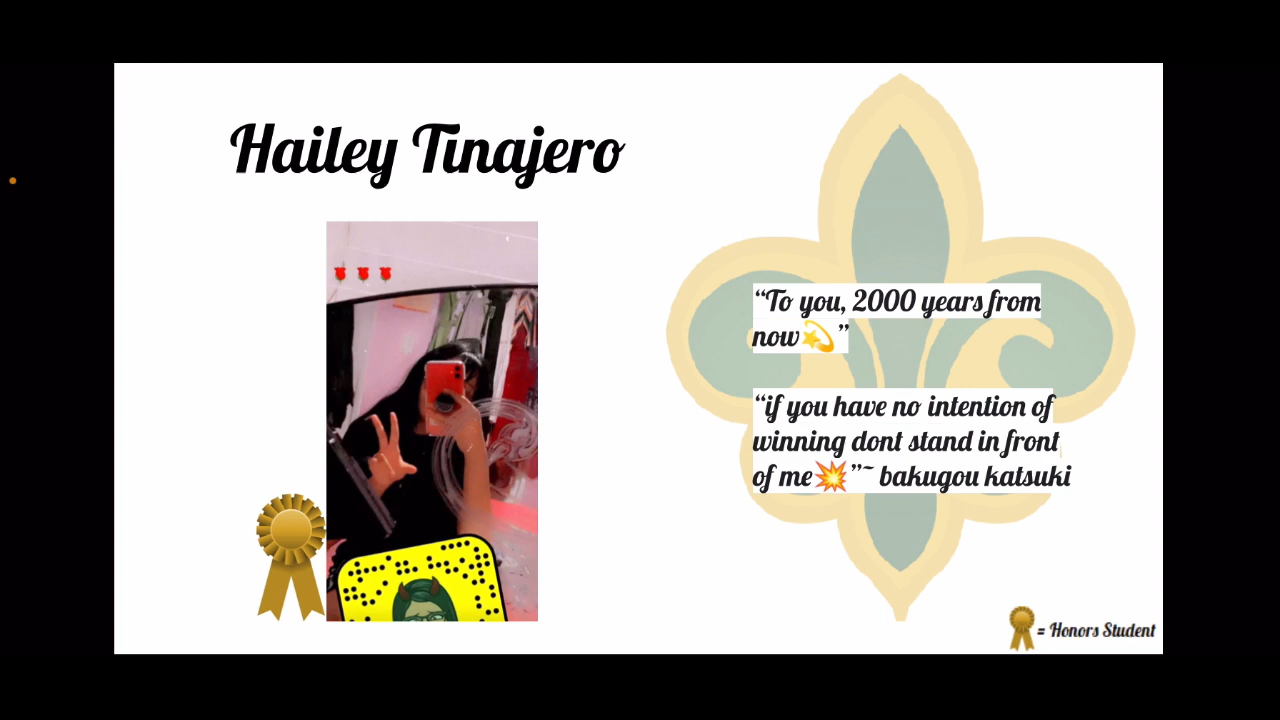 Hailey Tinajero
“To you, 2000 years from
now💫”
“if you have no intention of
winning dont stand in front
of me💥”~ bakugou katsuki
= Honors Student